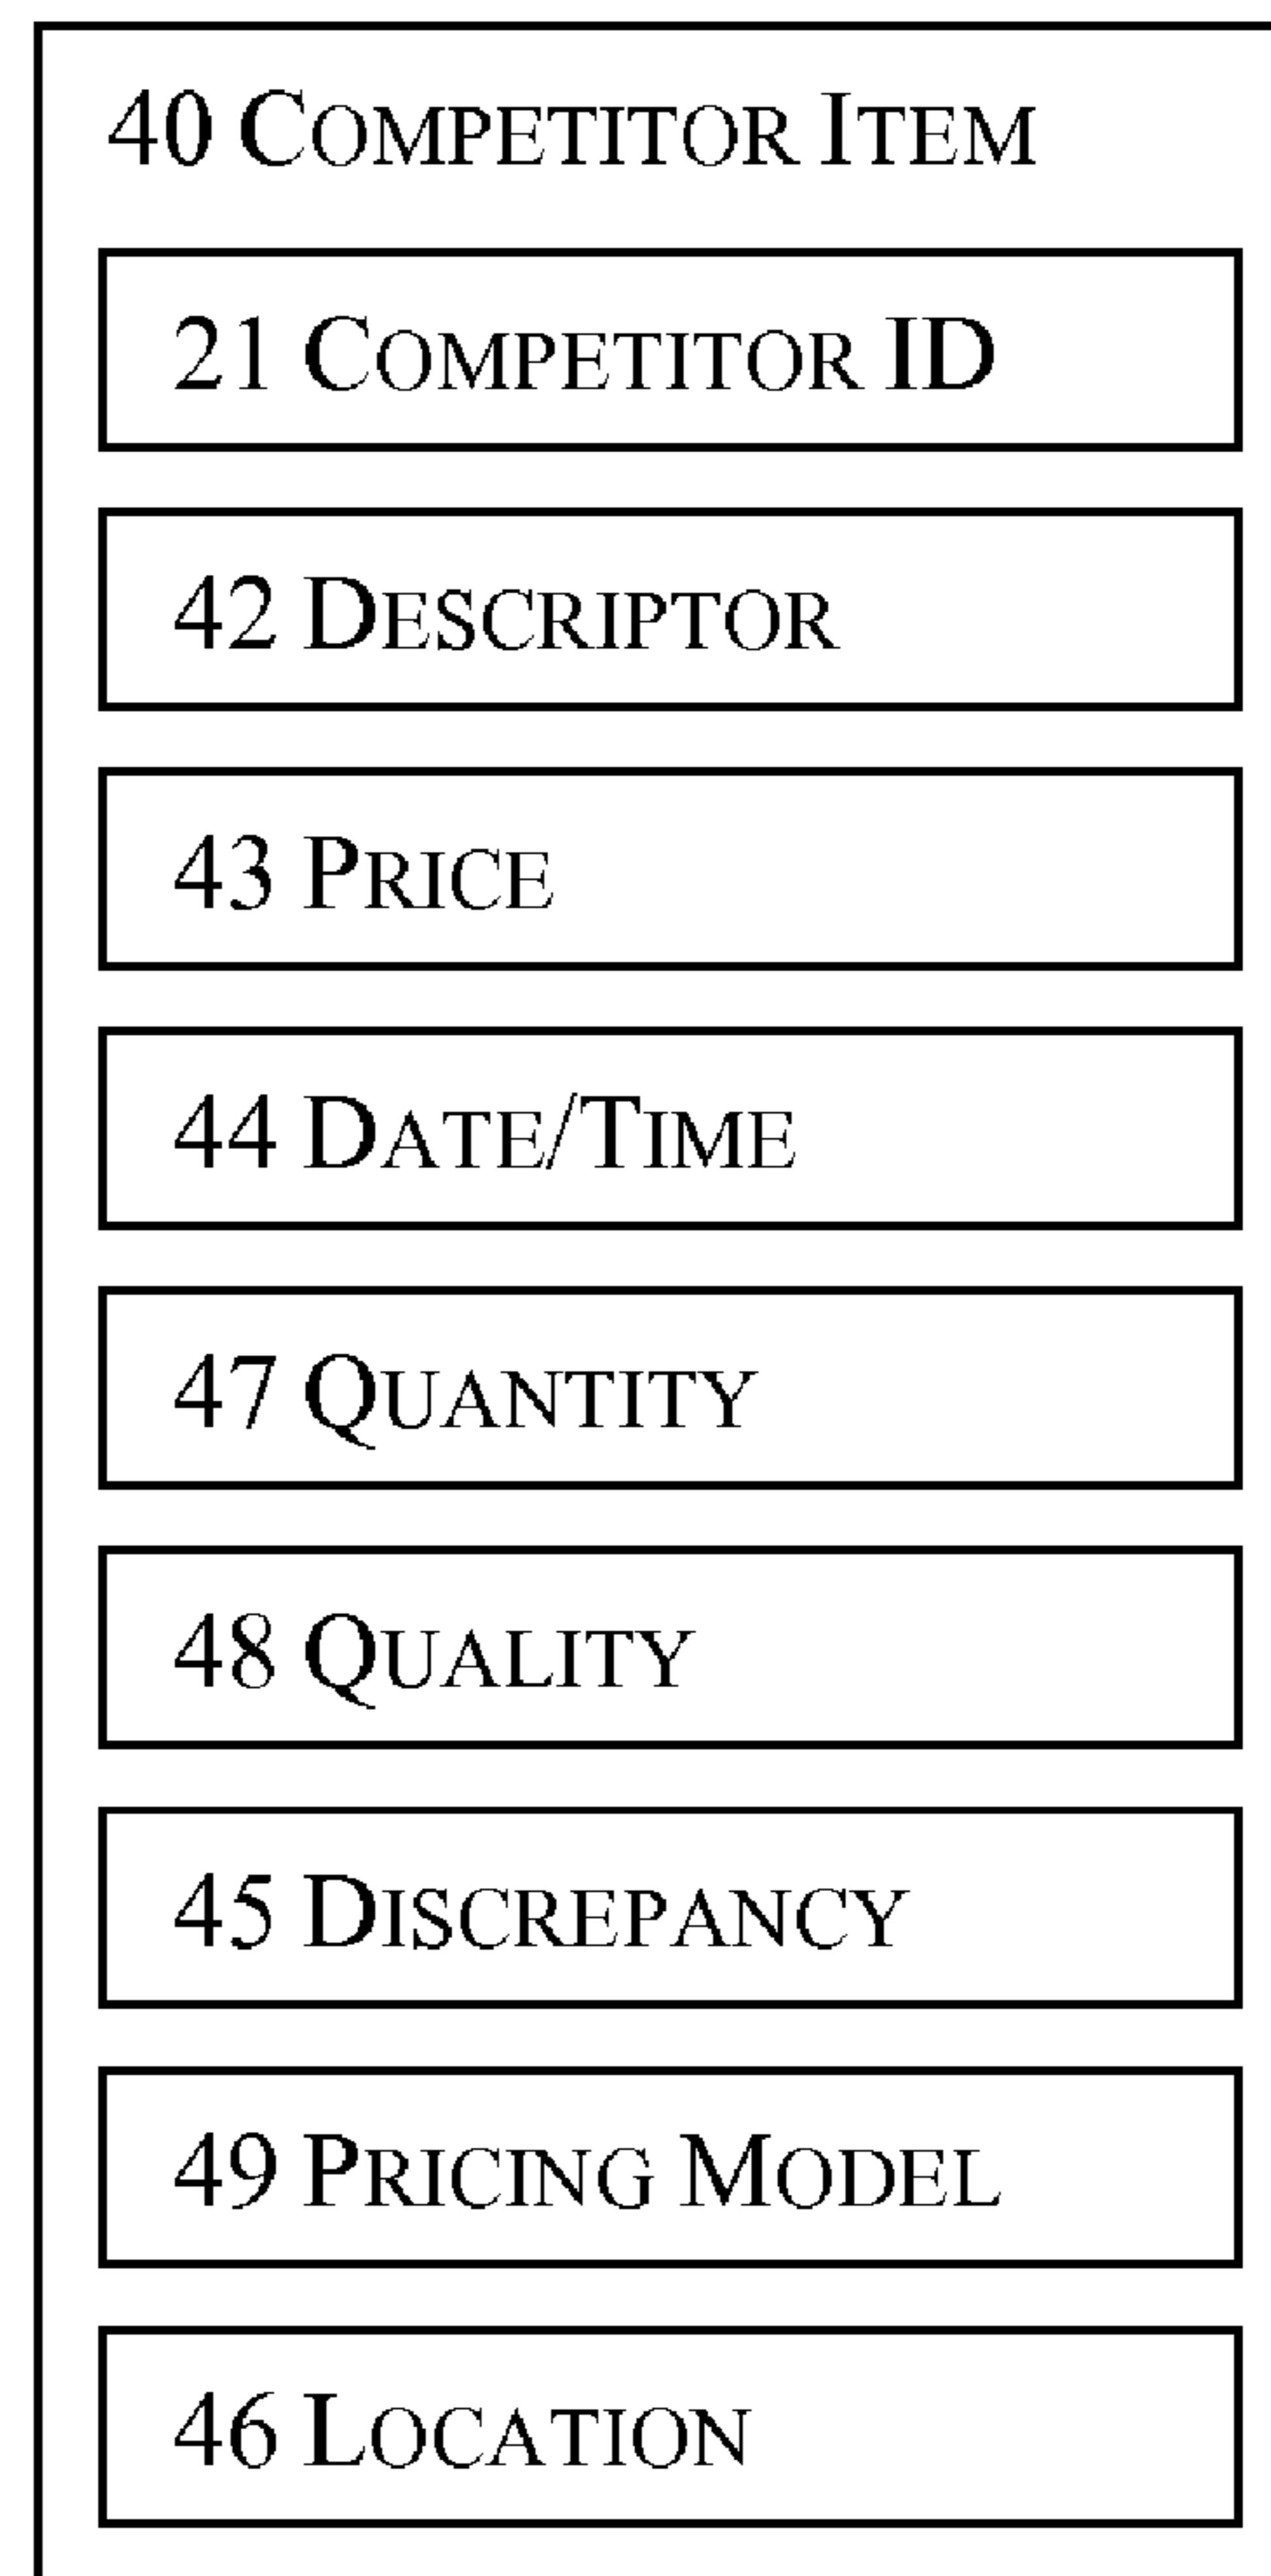 40 Competitor Item
21 Competitor ID
42 Descriptor
43 Price
44 Date/Time
47 Quantity
48 Quality
45 Discrepancy
49 Pricing Model
46 Location